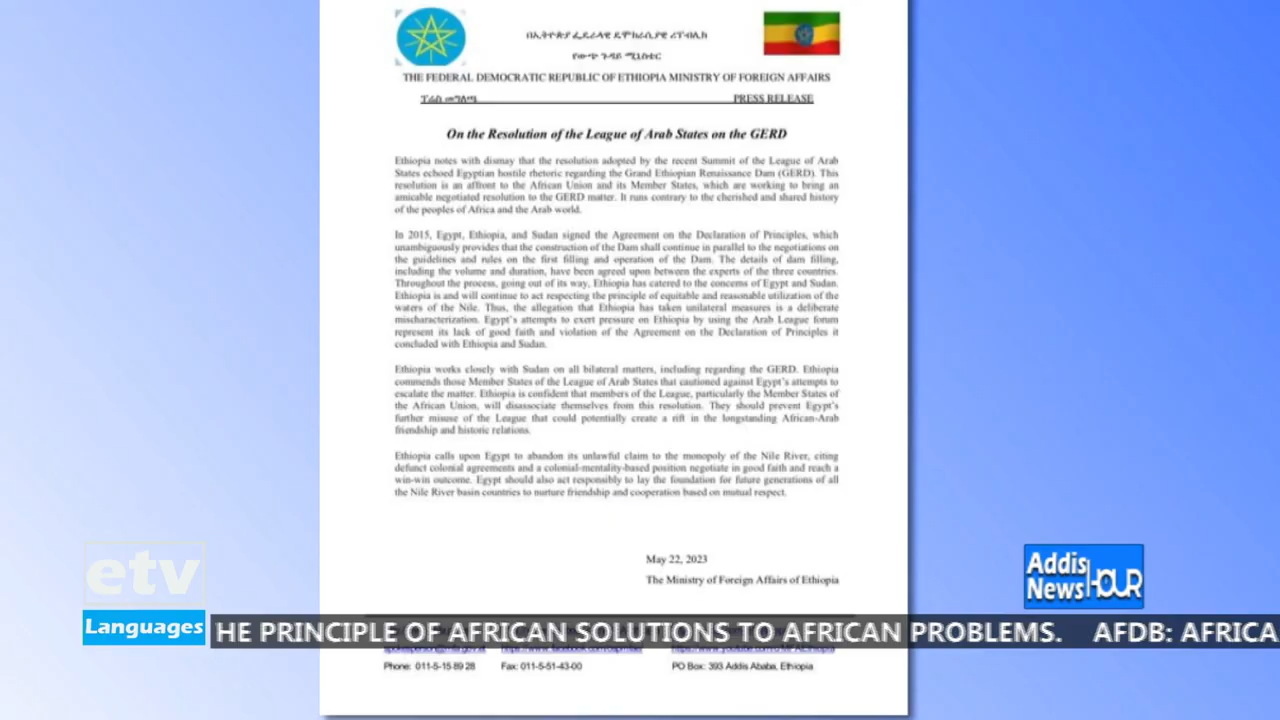 በኢትዮጵያ ፌዴራላዊ ዲሞክራሲያዊ ሪፐብሊክ
የውጭ ጉዳይ ሚኒስቴር
THE FEDERAL DEMOCRATIC REPUBLIC OF ETHIOPIA MINISTRY OF FOREIGN AFFAIRS
ፕሬስ መግለጫ PRESS RELEASE
On the Resolution of the League of Arab States on the GERD
Ethiopia notes with dismay that the resolution adopted by the recent Summit of the League of Arab
States echoed Egyptian hostile rhetoric regarding the Grand Ethiopian Renaissance Dam (GERD). This
resolution is an affront to the African Union and its Member States, which are working to bring an
amicable negotiated resolution to the GERD matter. It runs contrary to the cherished and shared history
of the peoples of Africa and the Arab world.
In 2015, Egypt, Ethiopia, and Sudan signed the Agreement on the Declaration of Principles, which
unambiguously provides that the construction of the Dam shall continue in parallel to the negotiations on
the guidelines and rules on the first filling and operation of the Dam. The details of dam filling,
including the volume and duration, have been agreed upon between the experts of the three countries.
Throughout the process, going out of its way, Ethiopia has catered to the concerns of Egypt and Sudan.
Ethiopia is and will continue to act respecting the principle of equitable and reasonable utilization of the
waters of the Nile. Thus, the allegation that Ethiopia has taken unilateral measures is a deliberate
mischaracterization. Egypt's attempts to exert pressure on Ethiopia by using the Arab League forum
represent its lack of good faith and violation of the Agreement on the Declaration of Principles it
concluded with Ethiopia and Sudan.
Ethiopia works closely with Sudan on all bilateral matters, including regarding the GERD. Ethiopia
commends those Member States of the League of Arab States that cautioned against Egypt's attempts to
escalate the matter. Ethiopia is confident that members of the League, particularly the Member States of
the African Union, will disassociate themselves from this resolution. They should prevent Egypt's
further misuse of the League that could potentially create a rift in the longstanding African-Arab
friendship and historic relations.
Ethiopia calls upon Egypt to abandon its unlawful claim to the monopoly of the Nile River, citing
defunct colonial agreements and a colonial-mentality-based position negotiate in good faith and reach a
win-win outcome. Egypt should also act responsibly to lay the foundation for future generations of all
the Nile River basin countries to nurture friendship and cooperation based on mutual respect.
May 22, 2023
The Ministry of Foreign Affairs of Ethiopia
etv
Languages
Addis
News HOUR
HE PRINCIPLE OF AFRICAN SOLUTIONS TO AFRICAN PROBLEMS. AFDB: AFRICA
Phone: 011-5-15 89 28 Fax: 011-5-51-43-00 PO Box: 393 Addis Ababa, Ethiopia